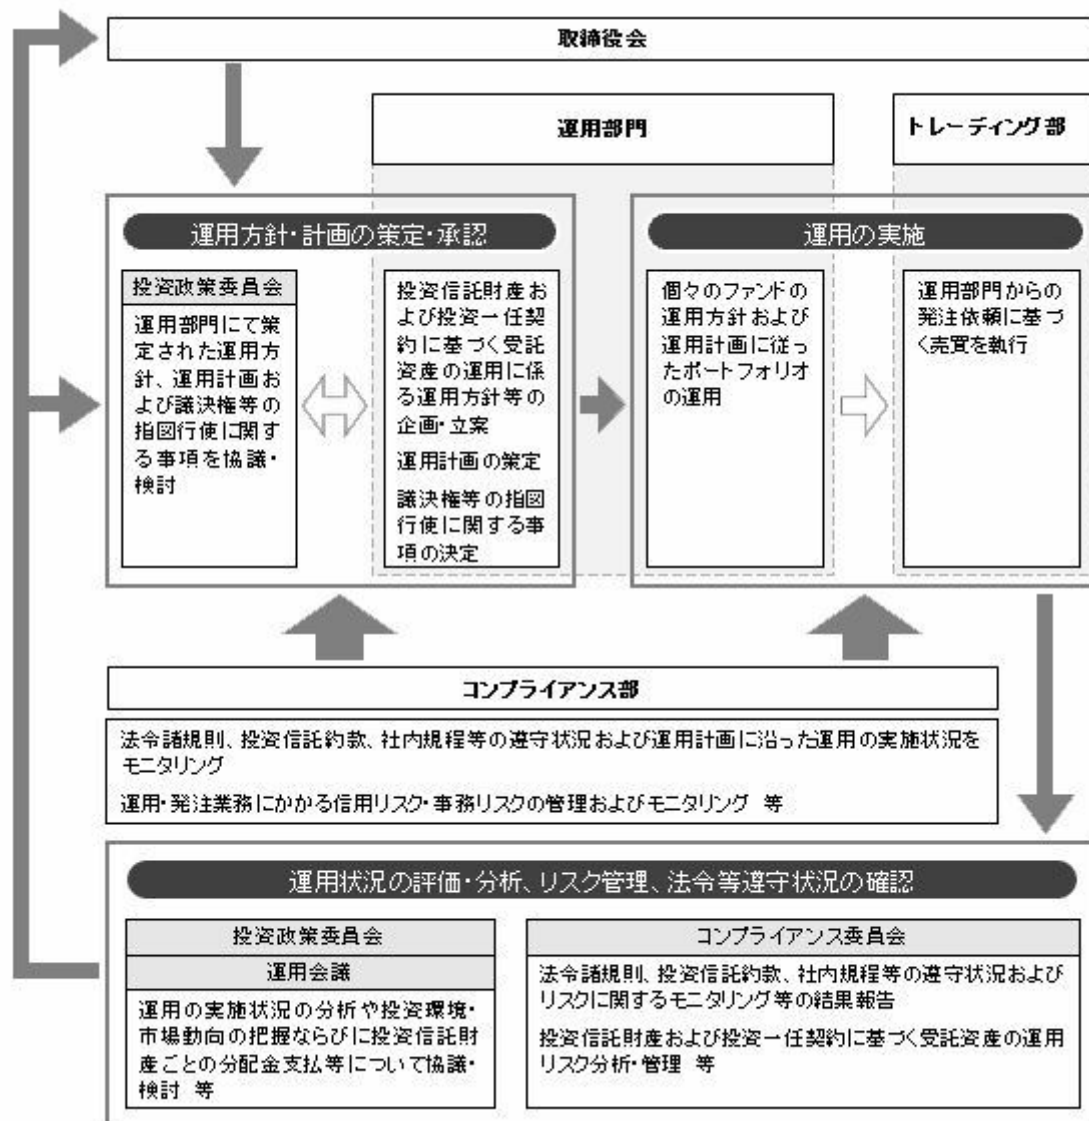 取締役会
運用部門
トレーディング部
運用方針・計画の策定・承認
投資政策委員会
運用部門にて策
定された運用方
針、運用計画お
よび議決権等の
指図行使に関す
る事項を協議・
検討
投資信託財産お
よび投資一任契
約に基づく受託
資産の運用に係
る運用方針等の
企画・立案
運用計画の策定
議決権等の指図
行使に関する事
項の決定
運用の実施
個々のファンドの
運用方針および
運用計画に従っ
たポートフォリオ
の運用
運用部門からの
発注依頼に基づ
く売買を執行
コンプライアンス部
法令諸規則、投資信託約款、社内規程等の遵守状況および運用計画に沿った運用の実施状況を
モニタリング
運用・発注業務にかかる信用リスク・事務リスクの管理およびモニタリング 等
運用状況の評価・分析、リスク管理、法令等遵守状況の確認
投資政策委員会
運用会議
運用の実施状況の分析や投資環境・
市場動向の把握ならびに投資信託財
産ごとの分配金支払等について協議・
検討 等
コンプライアンス委員会
法令諸規則、投資信託約款、社内規程等の遵守状況および
リスクに関するモニタリング等の結果報告
投資信託財産および投資一任契約に基づく受託資産の運用
リスク分析・管理 等